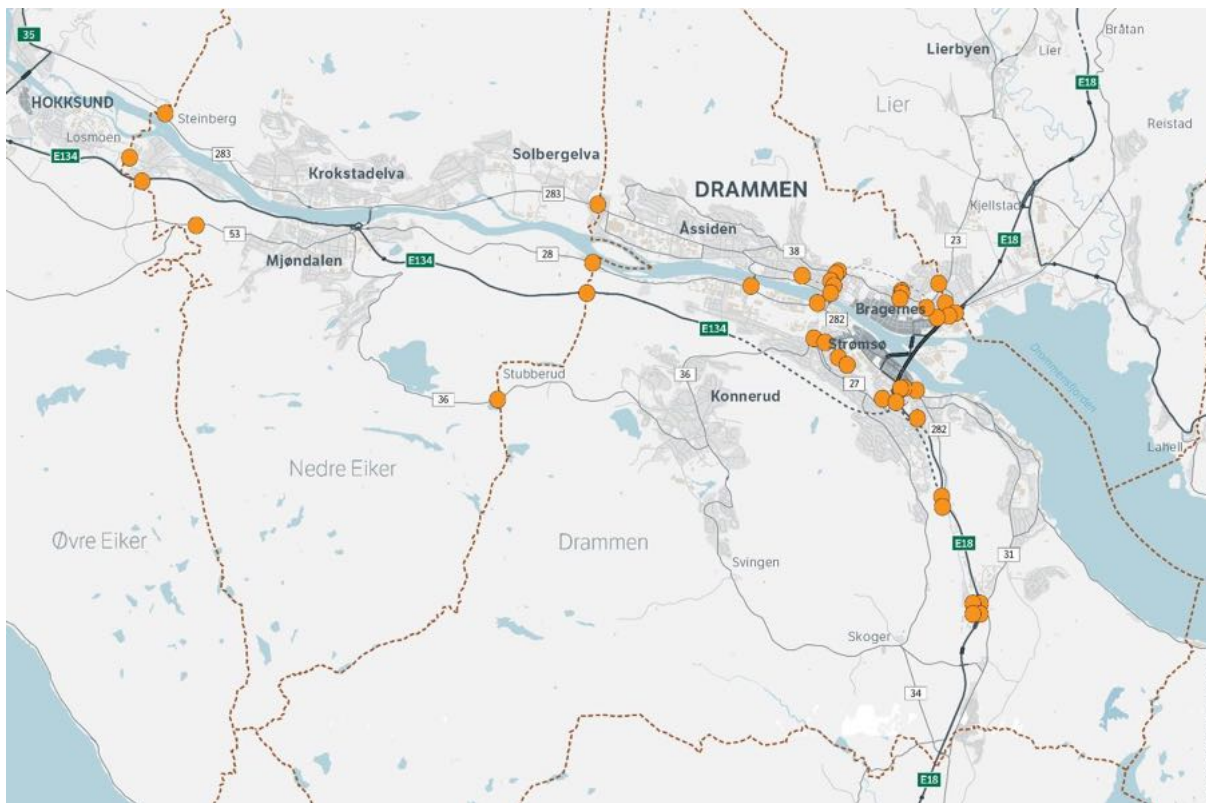 35
Lierbyen
Lier
Bråtan
E18
HOKKSUND
Lier
Steinberg
Reistad
Losmoen
E134
283
Solbergelva
Krokstadelva
DRAMMEN
283
Kjellstad
53
Åssiden
23
E18
Mjøndalen
28
E134
38
Bragernes
282
E134
Strømsø
Drammensfjorden
Stubberud
36
27
Konnerud
36
282
Lahell
Nedre Eiker
Øvre Eiker
Drammen
E18
31
Svingen
Skoger
34
E18